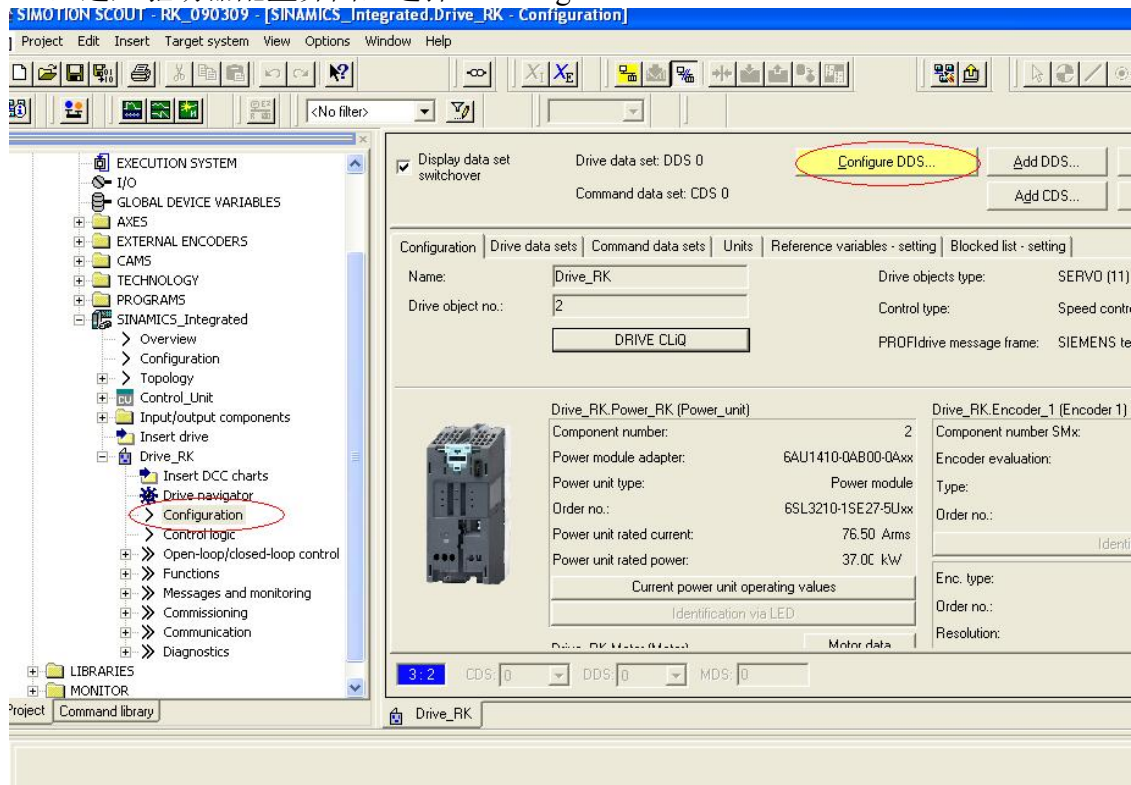 SIMOTION SCOUT - RK_090309 - [SINAMICS_Integrated.Drive_RK - Configuration]
Project Edit Insert Target system View Options Window Help
<No filter>
EXECUTION SYSTEM
I/O
GLOBAL DEVICE VARIABLES
AXES
EXTERNAL ENCODERS
CAMS
TECHNOLOGY
PROGRAMS
SINAMICS_Integrated
Overview
Configuration
Topology
Control_Unit
Input/output components
Insert drive
Drive_RK
Insert DCC charts
Drive navigator
Configuration
Control logic
Open-loop/closed-loop control
Functions
Messages and monitoring
Commissioning
Communication
Diagnostics
LIBRARIES
MONITOR
Project Command library
Display data set switchover
Drive data set: DDS 0
Configure DDS...
Add DDS...
Command data set: CDS 0
Add CDS...
Configuration Drive data sets Command data sets Units Reference variables - setting Blocked list - setting
Name: Drive_RK
Drive objects type: SERVO (11)
Drive object no.: 2
Control type: Speed contr
DRIVE CLiQ
PROFIdrive message frame: SIEMENS te
Drive_RK.Power_RK (Power_unit)
Component number: 2
Power module adapter: 6AU1410-0AB00-0Axx
Power unit type: Power module
Order no.: 6SL3210-1SE27-5Uxx
Power unit rated current: 76.50 Arms
Power unit rated power: 37.00 kW
Current power unit operating values
Identification via LED
Drive_RK.Motor (Motor)
Motor data
Drive_RK.Encoder_1 (Encoder 1)
Component number SMx:
Encoder evaluation:
Type:
Order no.:
Identi
Enc. type:
Order no.:
Resolution:
3:2 CDS: 0 DDS: 0 MDS: 0
Drive_RK